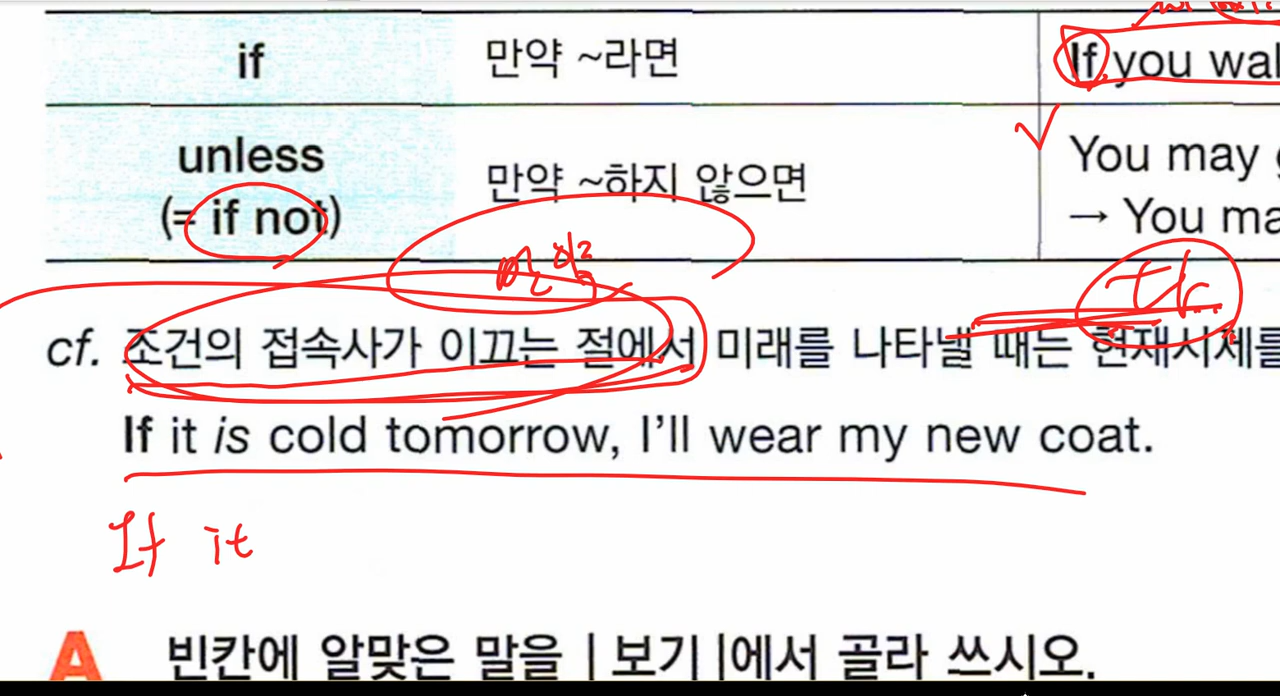 if 만약 ~라면 If you wal
unless 만약 ~하지 않으면 You may
(= if not) → You ma
만약
cf. 조건의 접속사가 이끄는 절에서 미래를 나타낼 때는 현재시제를
If it is cold tomorrow, I'll wear my new coat.
If it
A 빈칸에 알맞은 말을 | 보기 |에서 골라 쓰시오.